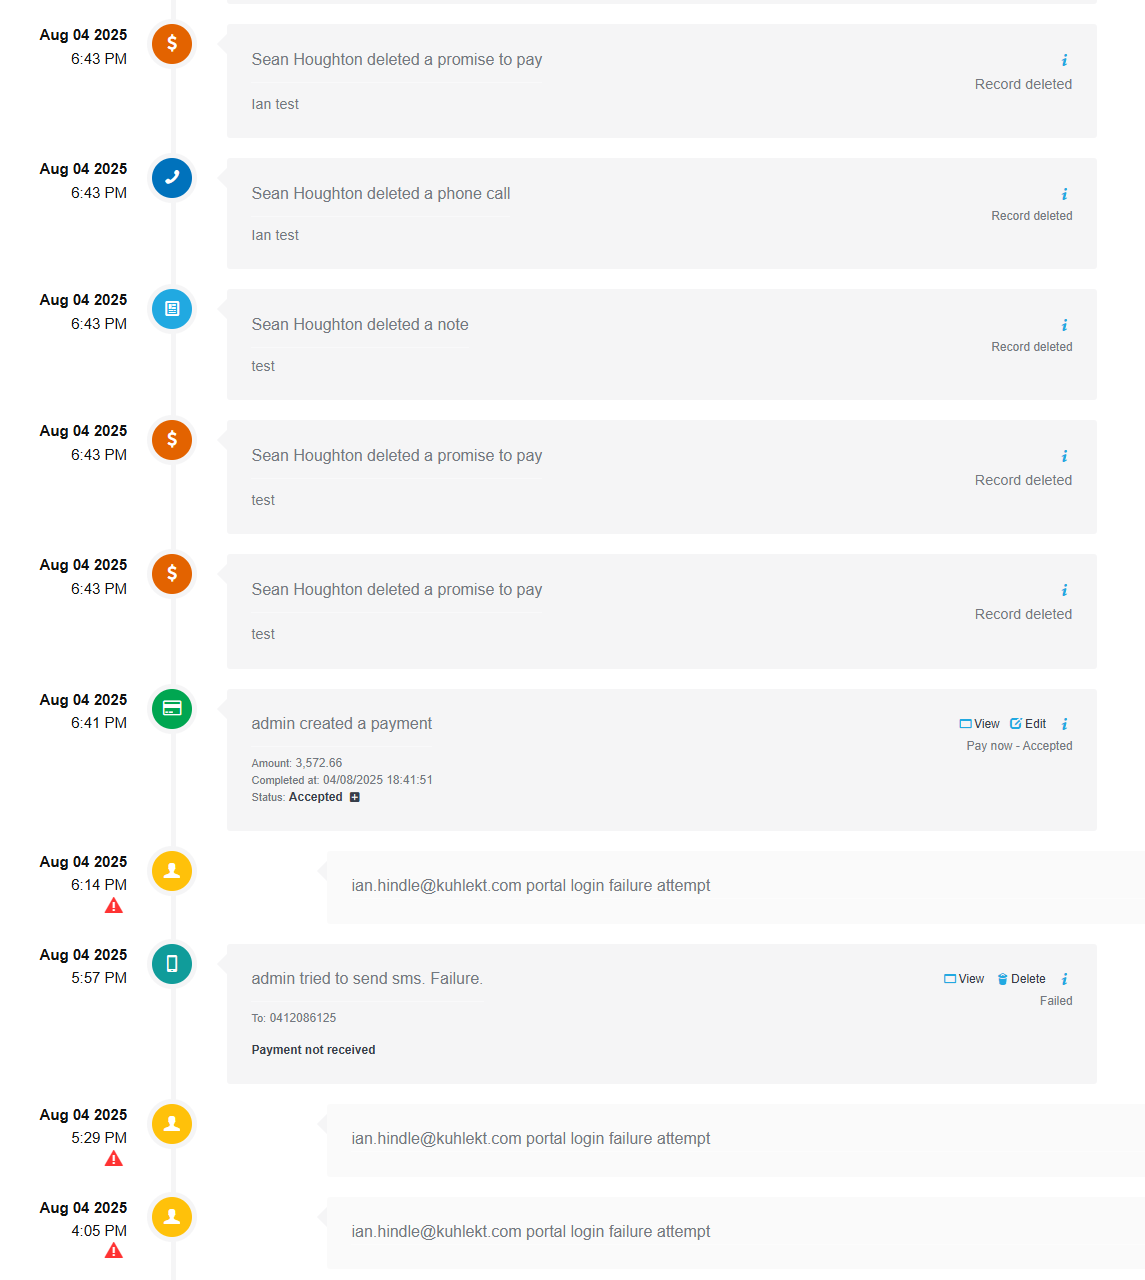 Aug 04 2025
6:43 PM
Sean Houghton deleted a promise to pay
Record deleted
Ian test
Aug 04 2025
6:43 PM
Sean Houghton deleted a phone call
Record deleted
Ian test
Aug 04 2025
6:43 PM
Sean Houghton deleted a note
Record deleted
test
Aug 04 2025
6:43 PM
Sean Houghton deleted a promise to pay
Record deleted
test
Aug 04 2025
6:43 PM
Sean Houghton deleted a promise to pay
Record deleted
test
Aug 04 2025
6:41 PM
admin created a payment
View Edit
Pay now - Accepted
Amount: 3,572.66
Completed at: 04/08/2025 18:41:51
Status: Accepted
Aug 04 2025
6:14 PM
ian.hindle@kuhlekt.com portal login failure attempt
Aug 04 2025
5:57 PM
admin tried to send sms. Failure.
View Delete
Failed
To: 0412086125
Payment not received
Aug 04 2025
5:29 PM
ian.hindle@kuhlekt.com portal login failure attempt
Aug 04 2025
4:05 PM
ian.hindle@kuhlekt.com portal login failure attempt